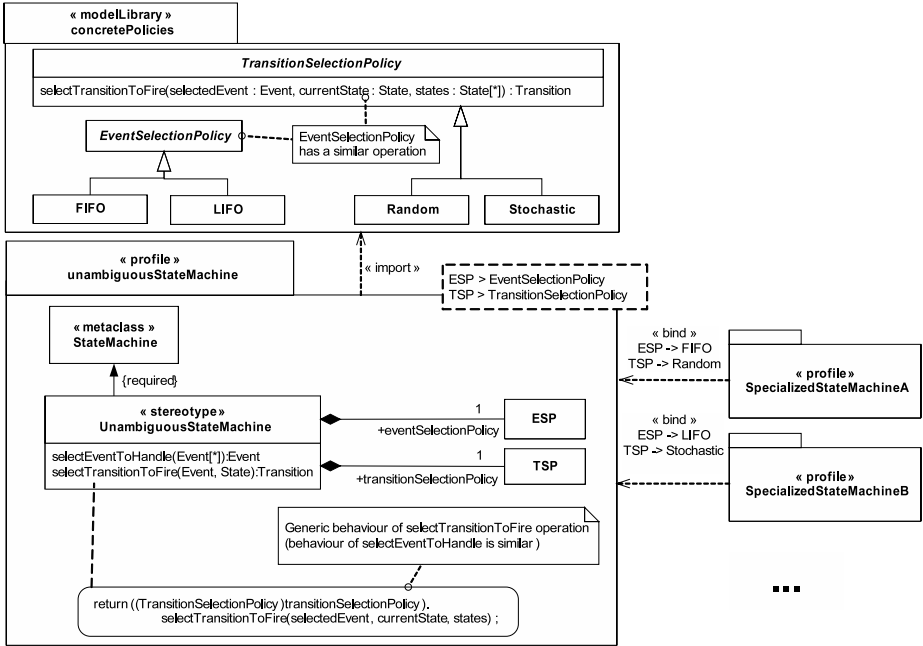 « modelLibrary »
concretePolicies
TransitionSelectionPolicy
selectTransitionToFire(selectedEvent : Event, currentState : State, states : State[*]) : Transition
EventSelectionPolicy
EventSelectionPolicy
has a similar operation
FIFO
LIFO
Random
Stochastic
« profile »
unambiguousStateMachine
« import »
ESP > EventSelectionPolicy
TSP > TransitionSelectionPolicy
« metaclass »
StateMachine
{required}
« stereotype»
UnambiguousStateMachine
selectEventToHandle(Event[*]):Event
selectTransitionToFire(Event, State):Transition
1
+eventSelectionPolicy
ESP
1
+transitionSelectionPolicy
TSP
« bind »
ESP -> FIFO
TSP -> Random
« profile »
SpecializedStateMachineA
« bind »
ESP -> LIFO
TSP -> Stochastic
« profile »
SpecializedStateMachineB
Generic behaviour of selectTransitionToFire operation
(behaviour of selectEventToHandle is similar )
return ((TransitionSelectionPolicy)transitionSelectionPolicy).
selectTransitionToFire(selectedEvent, currentState, states) ;
...